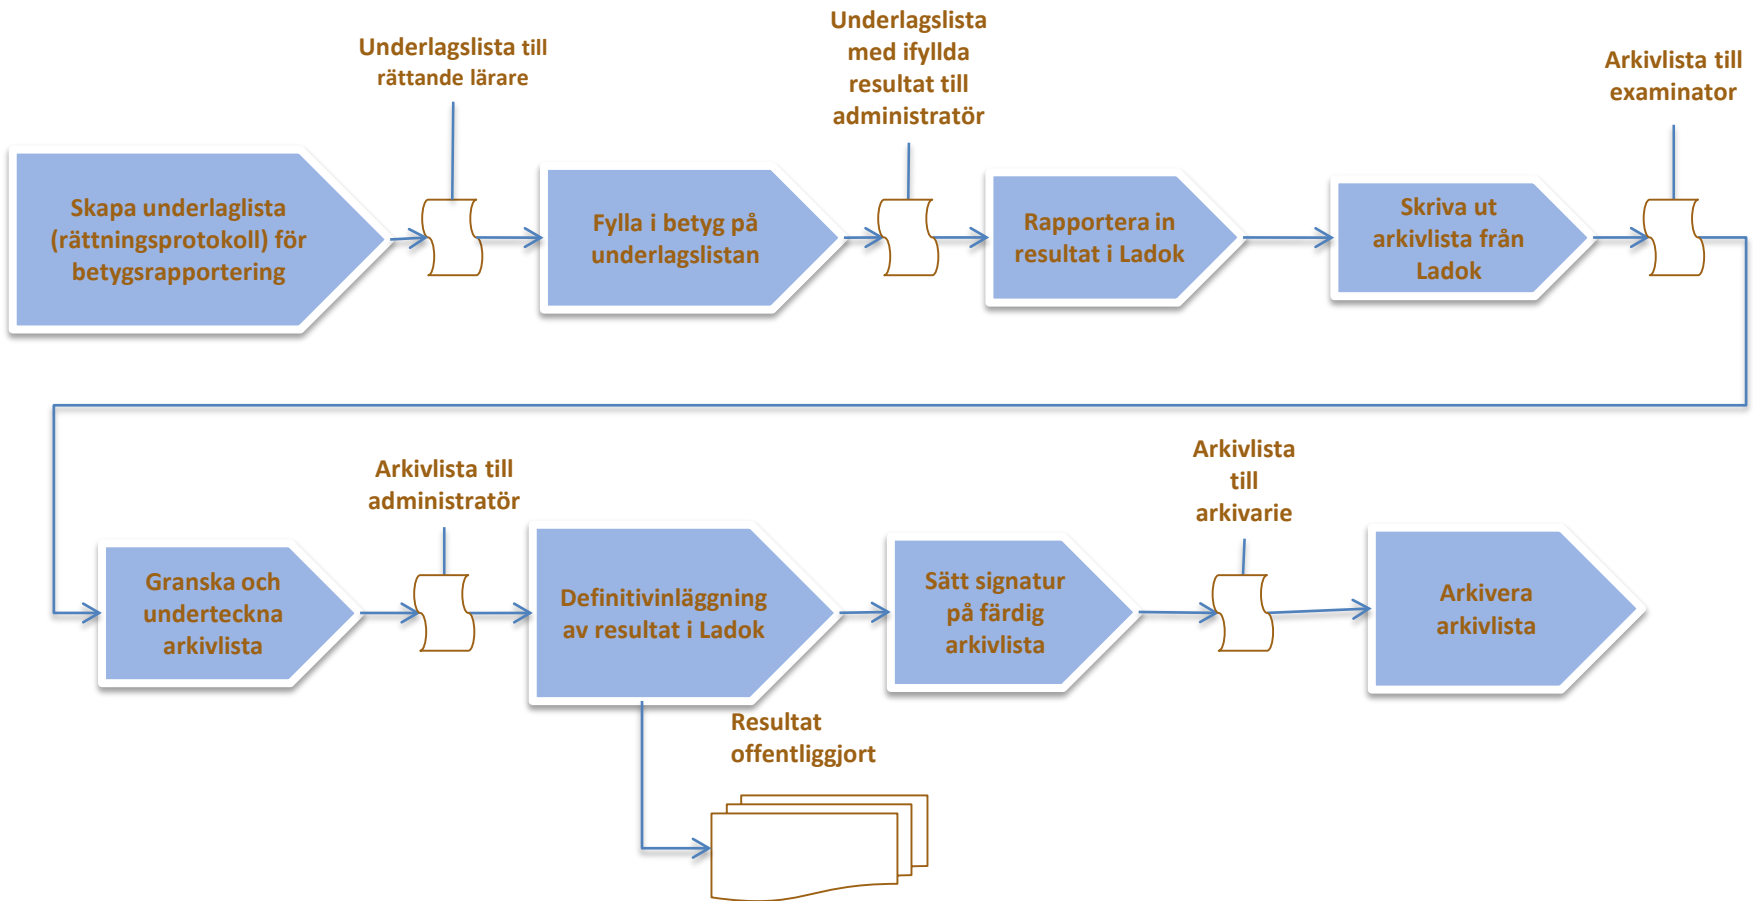 Underlagslista till
rättande lärare
Underlagslista
med ifyllda
resultat till
administratör
Arkivlista till
examinator
Skapa underlaglista
(rättningsprotokoll) för
betygsrapportering
Fylla i betyg på
underlagslistan
Rapportera in
resultat i Ladok
Skriva ut
arkivlista från
Ladok
Arkivlista till
administratör
Arkivlista
till
arkivarie
Granska och
underteckna
arkivlista
Definitivinläggning
av resultat i Ladok
Sätt signatur
på färdig
arkivlista
Arkivera
arkivlista
Resultat
offentliggjort